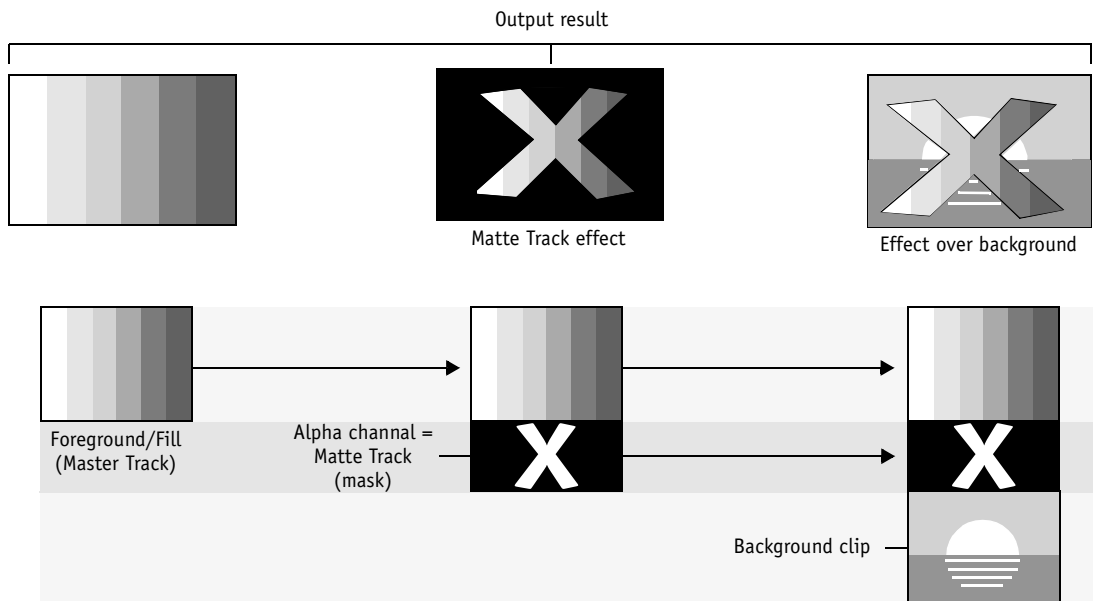 Output result
Matte Track effect
Effect over background
Foreground/Fill
(Master Track)
Alpha channal =
Matte Track
(mask)
Background clip